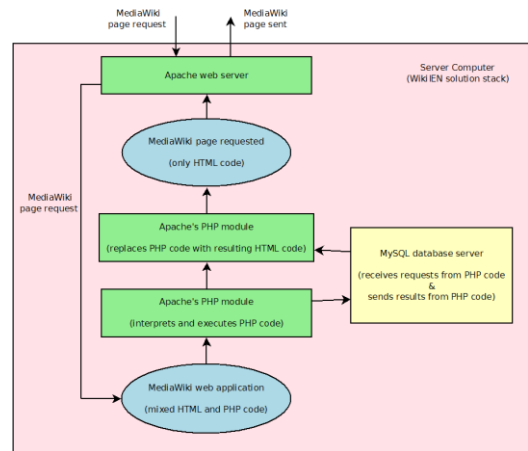 MediaWiki
page request
MediaWiki
page sent
Server Computer
(WikiIEN solution stack)
Apache web server
MediaWiki page requested
(only HTML code)
MediaWiki
page request
Apache's PHP module
(replaces PHP code with resulting HTML code)
MySQL database server
(receives requests from PHP code
&
sends results from PHP code)
Apache's PHP module
(interprets and executes PHP code)
MediaWiki web application
(mixed HTML and PHP code)